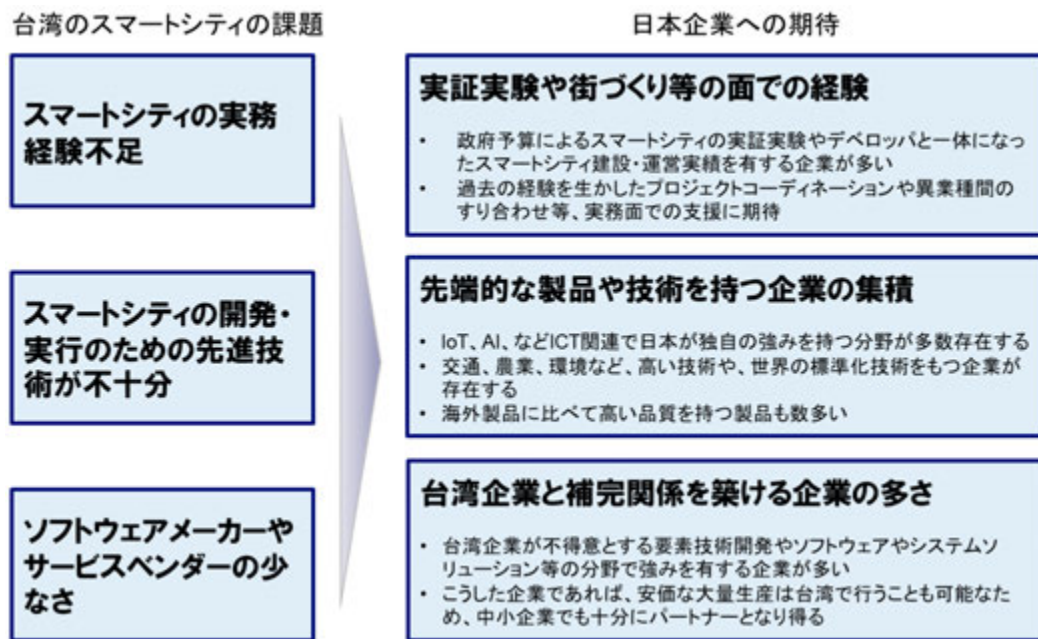 台湾のスマートシティの課題
スマートシティの実務
経験不足
スマートシティの開発・
実行のための先進技
術が不十分
ソフトウェアメーカーや
サービスベンダーの少
なさ
日本企業への期待
実証実験や街づくり等の面での経験
• 政府予算によるスマートシティの実証実験やデベロッパと一体になっ
たスマートシティ建設・運営実績を有する企業が多い
• 過去の経験を生かしたプロジェクトコーディネーションや異業種間の
すり合わせ等、実務面での支援に期待
先端的な製品や技術を持つ企業の集積
• IoT、AI、などICT関連で日本が独自の強みを持つ分野が多数存在する
• 交通、農業、環境など、高い技術や、世界の標準化技術をもつ企業が
存在する
• 海外製品に比べて高い品質を持つ製品も数多い
台湾企業と補完関係を築ける企業の多さ
• 台湾企業が不得意とする要素技術開発やソフトウェアやシステムソ
リューション等の分野で強みを有する企業が多い
• こうした企業であれば、安価な大量生産は台湾で行うことも可能なた
め、中小企業でも十分にパートナーとなり得る